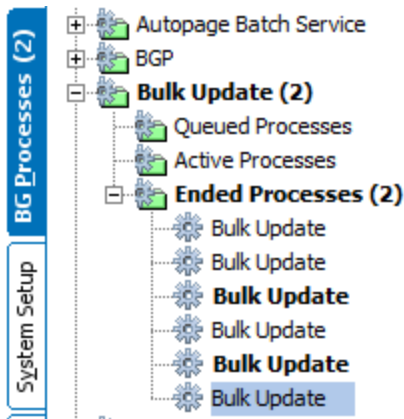 BG Processes (2)
System Setup
Autopage Batch Service
BGP
Bulk Update (2)
Queued Processes
Active Processes
Ended Processes (2)
Bulk Update
Bulk Update
Bulk Update
Bulk Update
Bulk Update
Bulk Update